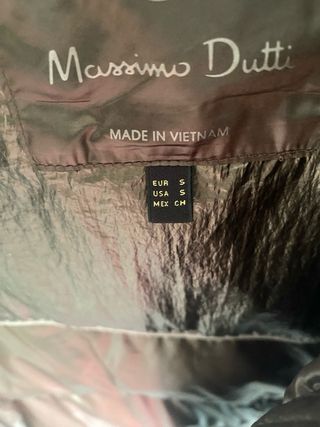 Massimo Dutti
MADE IN VIETNAM
EUR S
USA S
MEX CH